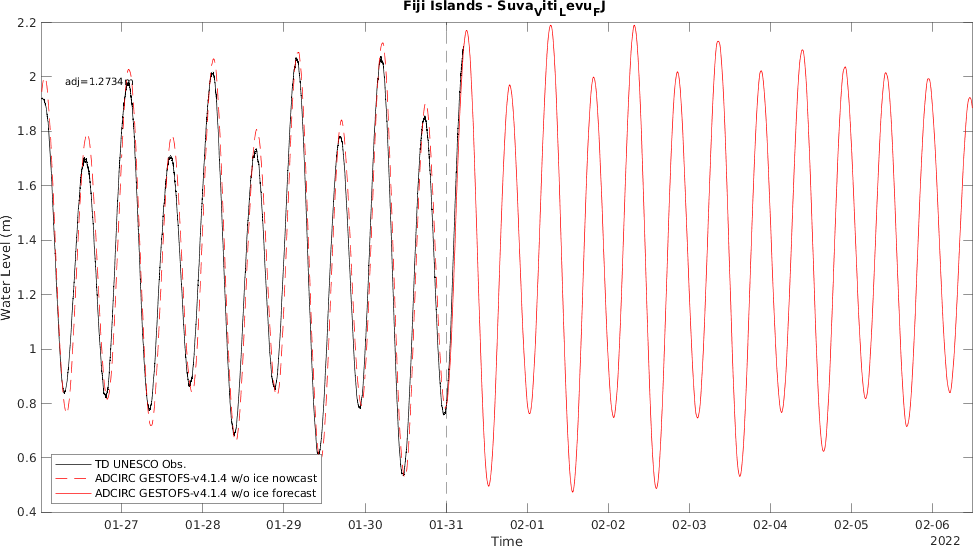 Fiji Islands - SuvaViti LevuFJ
2.2
2
1.8
1.6
1.4
1.2
1
0.8
0.6
0.4
Water Level (m)
adj=1.2734m
TD UNESCO Obs.
ADCIRC GESTOFS-v4.1.4 w/o ice nowcast
ADCIRC GESTOFS-v4.1.4 w/o ice forecast
01-27 01-28 01-29 01-30 01-31 02-01 02-02 02-03 02-04 02-05 02-06
Time
2022